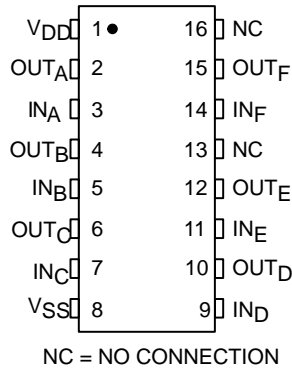 VDD 1 16 NC
OUTA 2 15 OUTF
INA 3 14 INF
OUTB 4 13 NC
INB 5 12 OUTE
OUTC 6 11 INE
INC 7 10 OUTD
VSS 8 9 IND
NC = NO CONNECTION